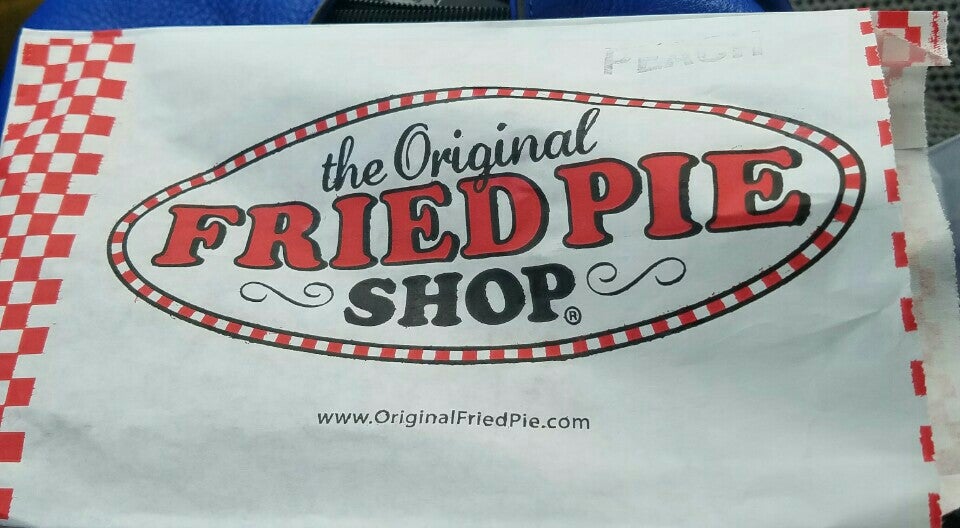 PEACH
the Original
FRIED PIE
SHOP®
www.OriginalFriedPie.com